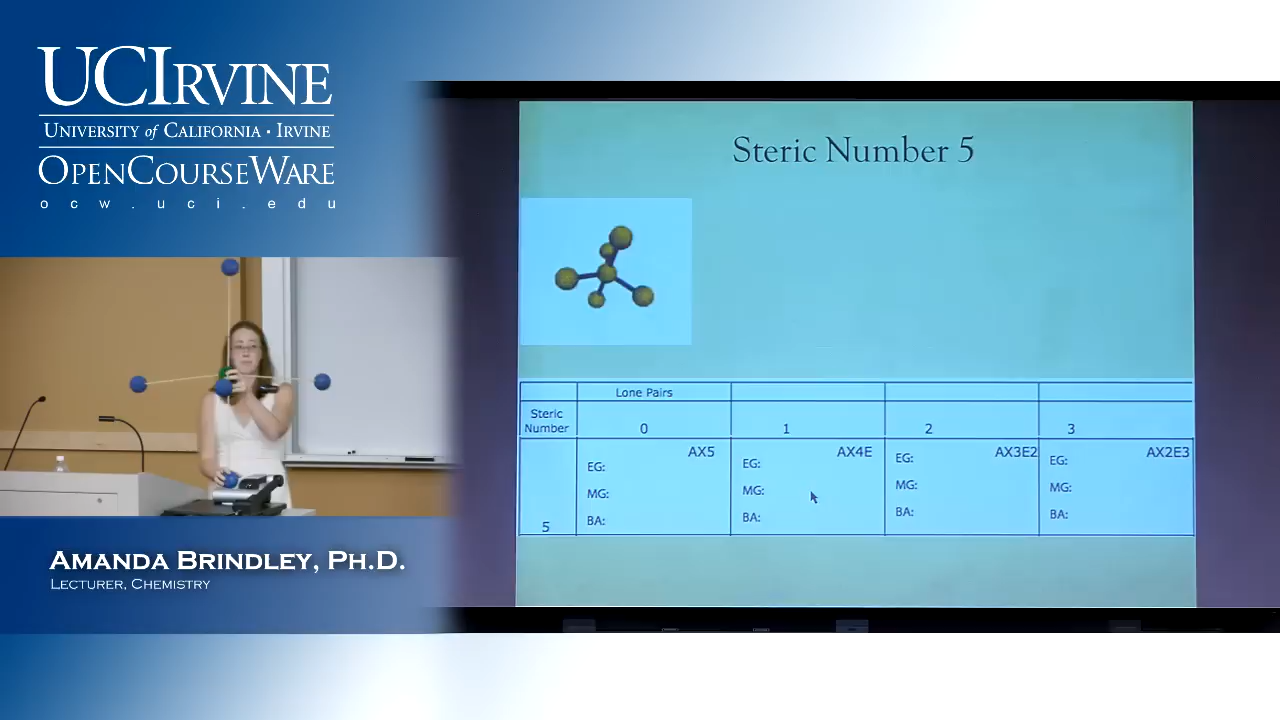 UCIRVINE
UNIVERSITY of CALIFORNIA · IRVINE
OPENCOURSEWARE
ocw.uci.edu
AMANDA BRINDLEY, PH.D.
LECTURER, CHEMISTRY
Steric Number 5
Lone Pairs
Steric Number 0 1 2 3
AX5 AX4E AX3E2 AX2E3
EG: EG: EG: EG:
MG: MG: MG: MG:
BA: BA: BA: BA:
5